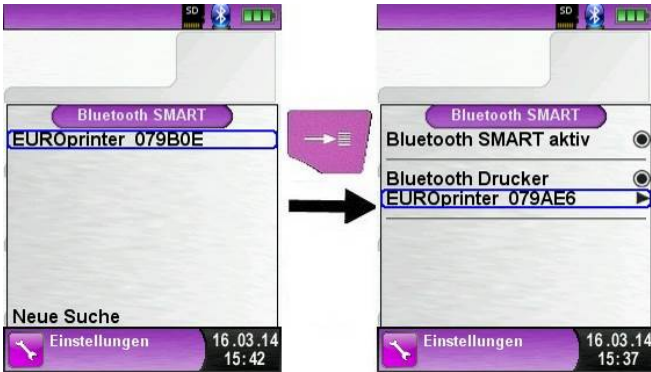 SD
Bluetooth SMART
EUROprinter 079B0E
Neue Suche
Einstellungen
16.03.14
15:42
SD
Bluetooth SMART
Bluetooth SMART aktiv
Bluetooth Drucker
EUROprinter 079AE6
Einstellungen
16.03.14
15:37